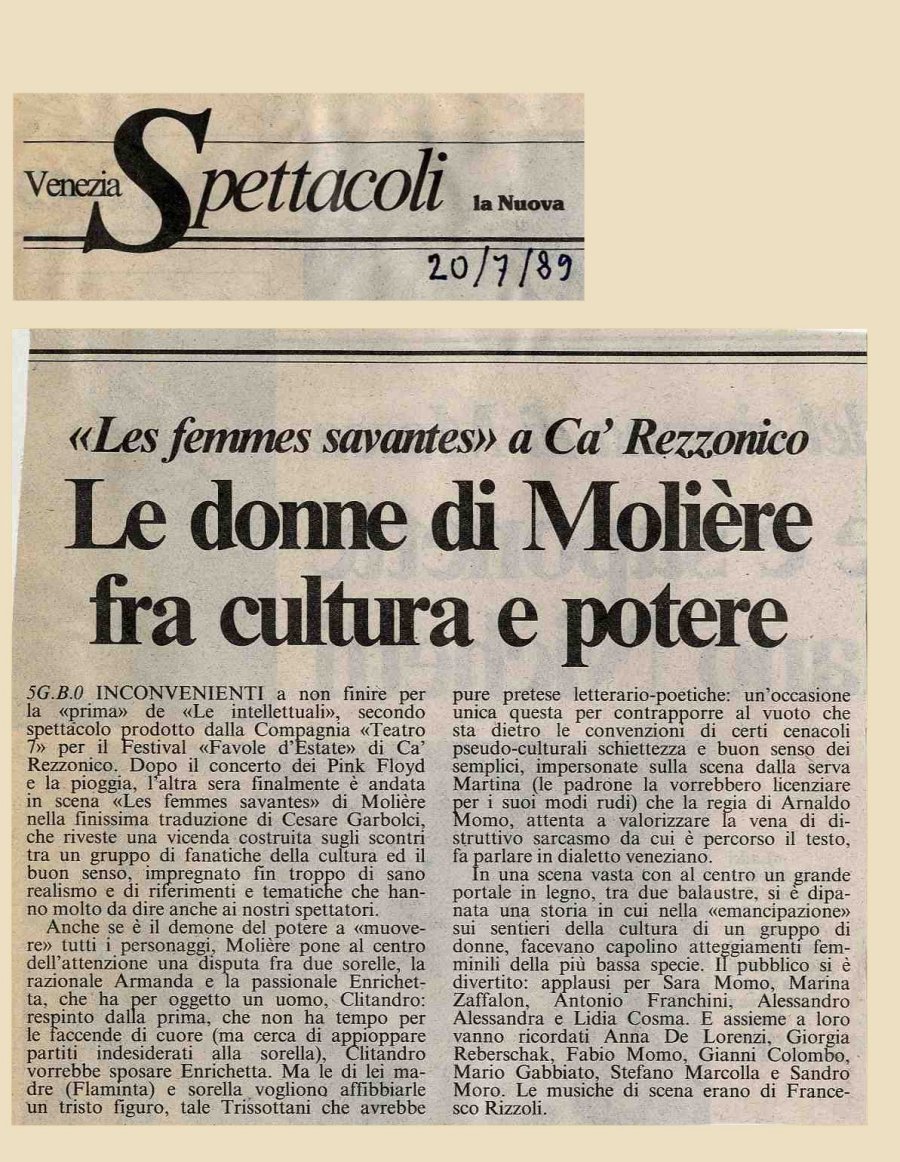 Venezia Spettacoli la Nuova
20/7/89
«Les femmes savantes» a Ca' Rezzonico
Le donne di Molière
fra cultura e potere
5G.B.0 INCONVENIENTI a non finire per
la «prima» de «Le intellettuali», secondo
spettacolo prodotto dalla Compagnia «Teatro
7» per il Festival «Favole d'Estate» di Ca'
Rezzonico. Dopo il concerto dei Pink Floyd
e la pioggia, l'altra sera finalmente è andata
in scena «Les femmes savantes» di Molière
nella finissima traduzione di Cesare Garbolci,
che riveste una vicenda costruita sugli scontri
tra un gruppo di fanatiche della cultura ed il
buon senso, impregnato fin troppo di sano
realismo e di riferimenti e tematiche che han-
no molto da dire anche ai nostri spettatori.
Anche se è il demone del potere a «muove-
re» tutti i personaggi, Molière pone al centro
dell'attenzione una disputa fra due sorelle, la
razionale Armanda e la passionale Enrichet-
ta, che ha per oggetto un uomo, Clitandro:
respinto dalla prima, che non ha tempo per
le faccende di cuore (ma cerca di appioppare
partiti indesiderati alla sorella), Clitandro
vorrebbe sposare Enrichetta. Ma le di lei ma-
dre (Flaminta) e sorella vogliono affibbiarle
un tristo figuro, tale Trissottani che avrebbe
pure pretese letterario-poetiche: un'occasione
unica questa per contrapporre al vuoto che
sta dietro le convenzioni di certi cenacoli
pseudo-culturali schiettezza e buon senso dei
semplici, impersonate sulla scena dalla serva
Martina (le padrone la vorrebbero licenziare
per i suoi modi rudi) che la regia di Arnaldo
Momo, attenta a valorizzare la vena di di-
struttivo sarcasmo da cui è percorso il testo,
fa parlare in dialetto veneziano.
In una scena vasta con al centro un grande
portale in legno, tra due balaustre, si è dipa-
nata una storia in cui nella «emancipazione»
sui sentieri della cultura di un gruppo di
donne, facevano capolino atteggiamenti fem-
minili della più bassa specie. Il pubblico si è
divertito: applausi per Sara Momo, Marina
Zaffalon, Antonio Franchini, Alessandro
Alessandra e Lidia Cosma. E assieme a loro
vanno ricordati Anna De Lorenzi, Giorgia
Reberschak, Fabio Momo, Gianni Colombo,
Mario Gabbiato, Stefano Marcolla e Sandro
Moro. Le musiche di scena erano di France-
sco Rizzoli.